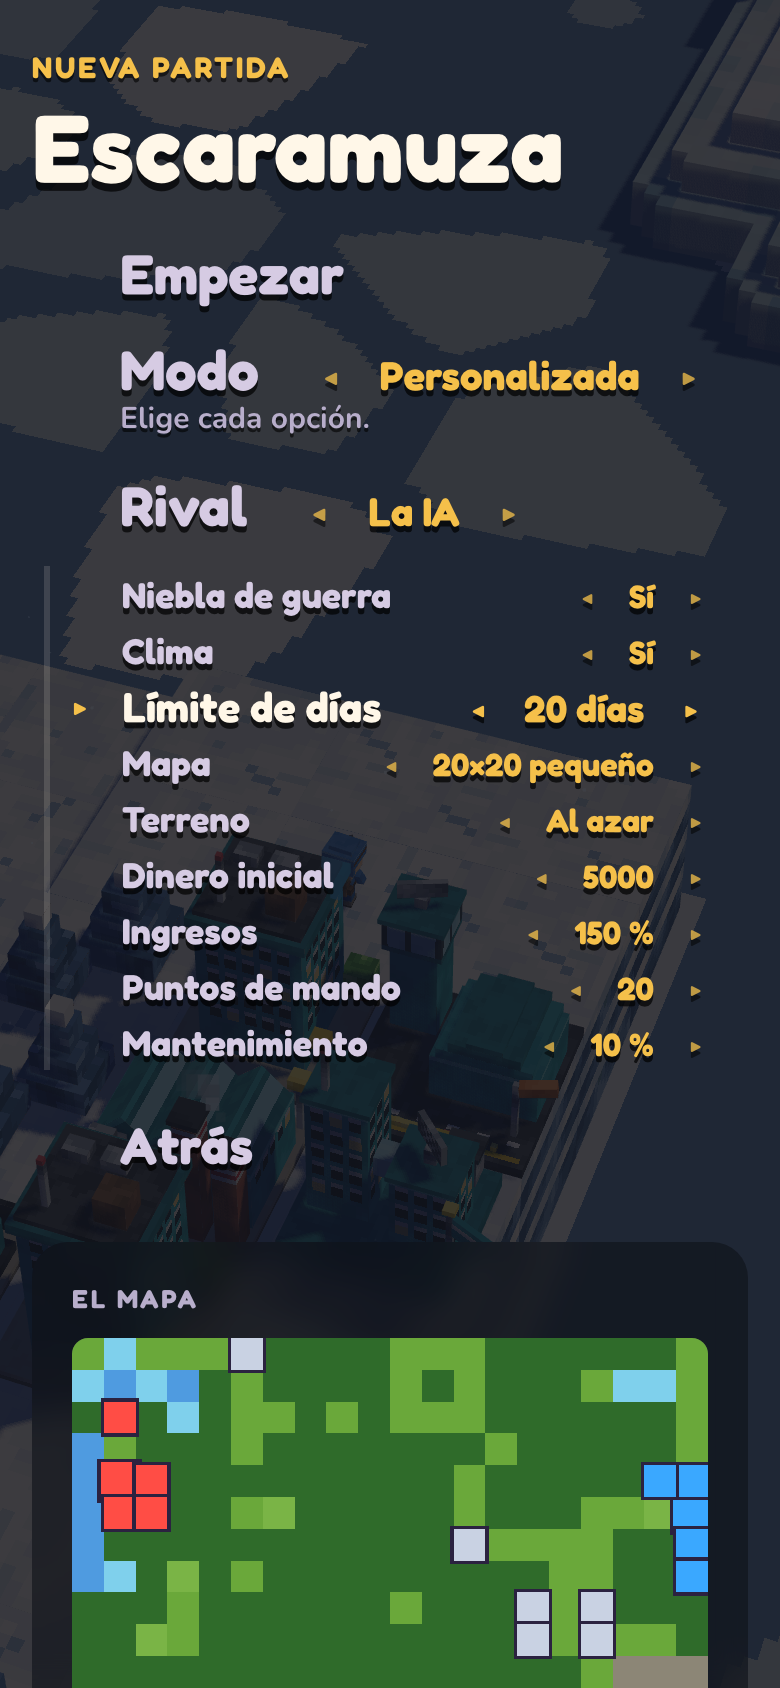 NUEVA PARTIDA
Escaramuza
Empezar
Modo Personalizada
Elige cada opción.
Rival La IA
Niebla de guerra Sí
Clima Sí
Límite de días 20 días
Mapa 20x20 pequeño
Terreno Al azar
Dinero inicial 5000
Ingresos 150 %
Puntos de mando 20
Mantenimiento 10 %
Atrás
EL MAPA